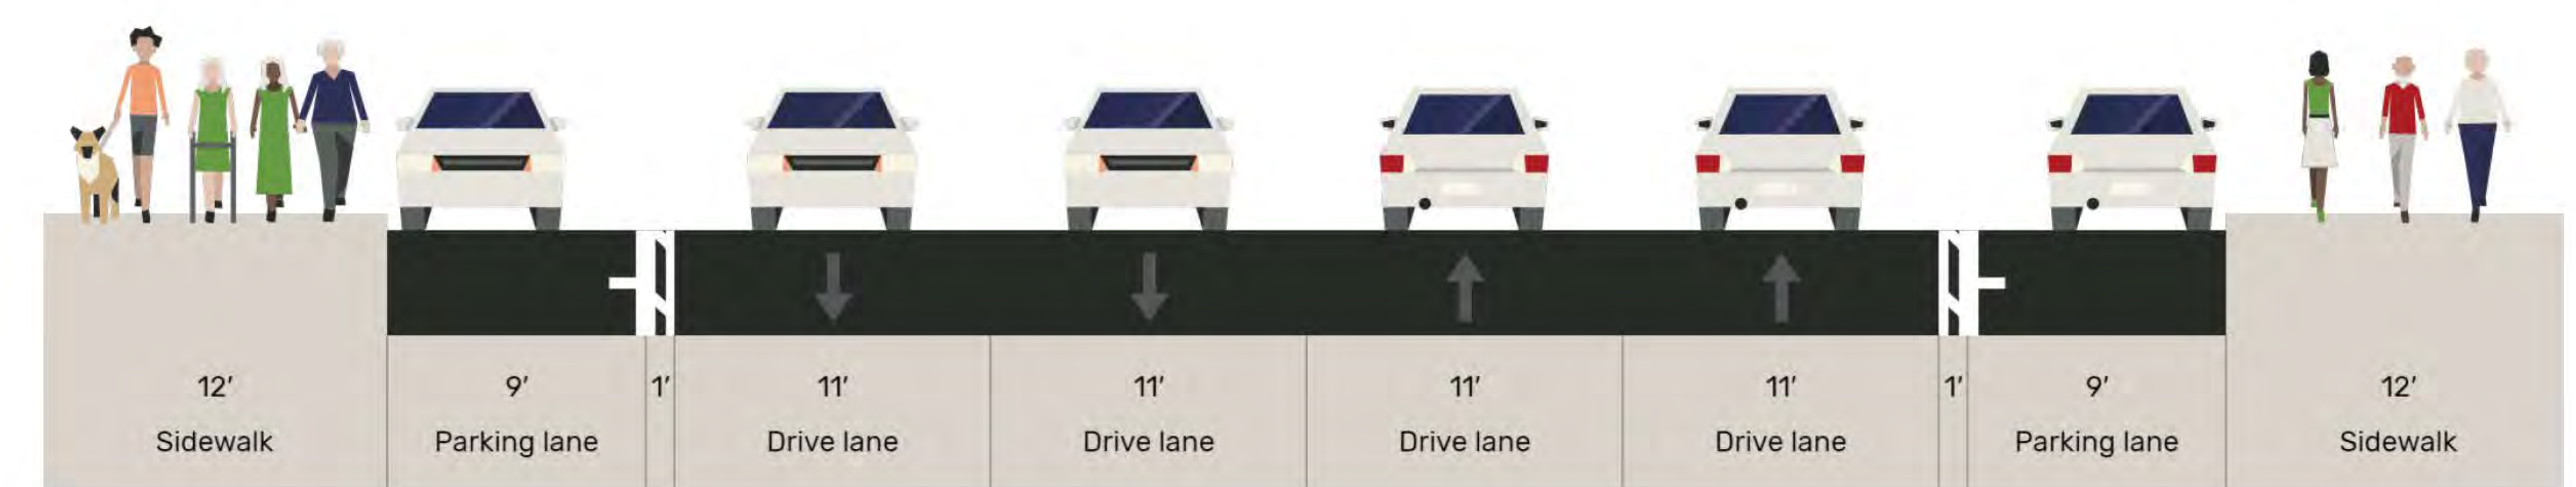 12′ 9′ 1′ 11′ 11′ 11′ 11′ 1′ 9′ 12′
Sidewalk Parking lane Drive lane Drive lane Drive lane Drive lane Parking lane Sidewalk